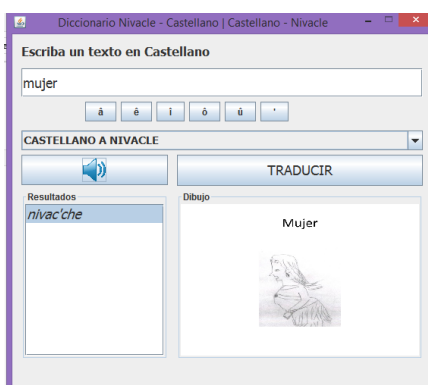 Diccionario Nivacle - Castellano | Castellano - Nivacle
Escriba un texto en Castellano
mujer
â ê î ô û '
CASTELLANO A NIVACLE
TRADUCIR
Resultados
nivac'che
Dibujo
Mujer